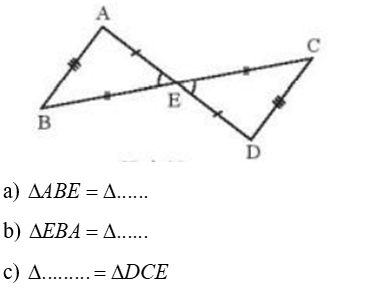 A
C
E
B
D
a) ΔABE = Δ......
b) ΔEBA = Δ......
c) Δ......... = ΔDCE